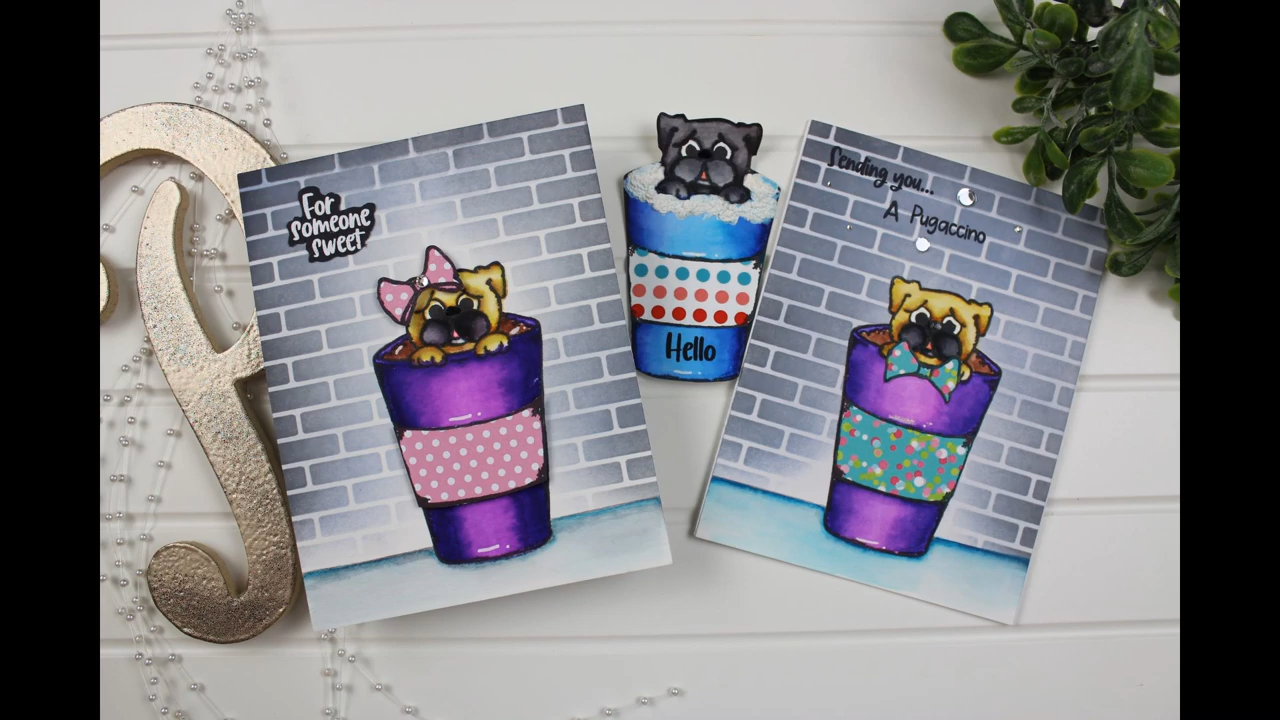 For
someone
sweet
Hello
Sending you...
A Pugaccino